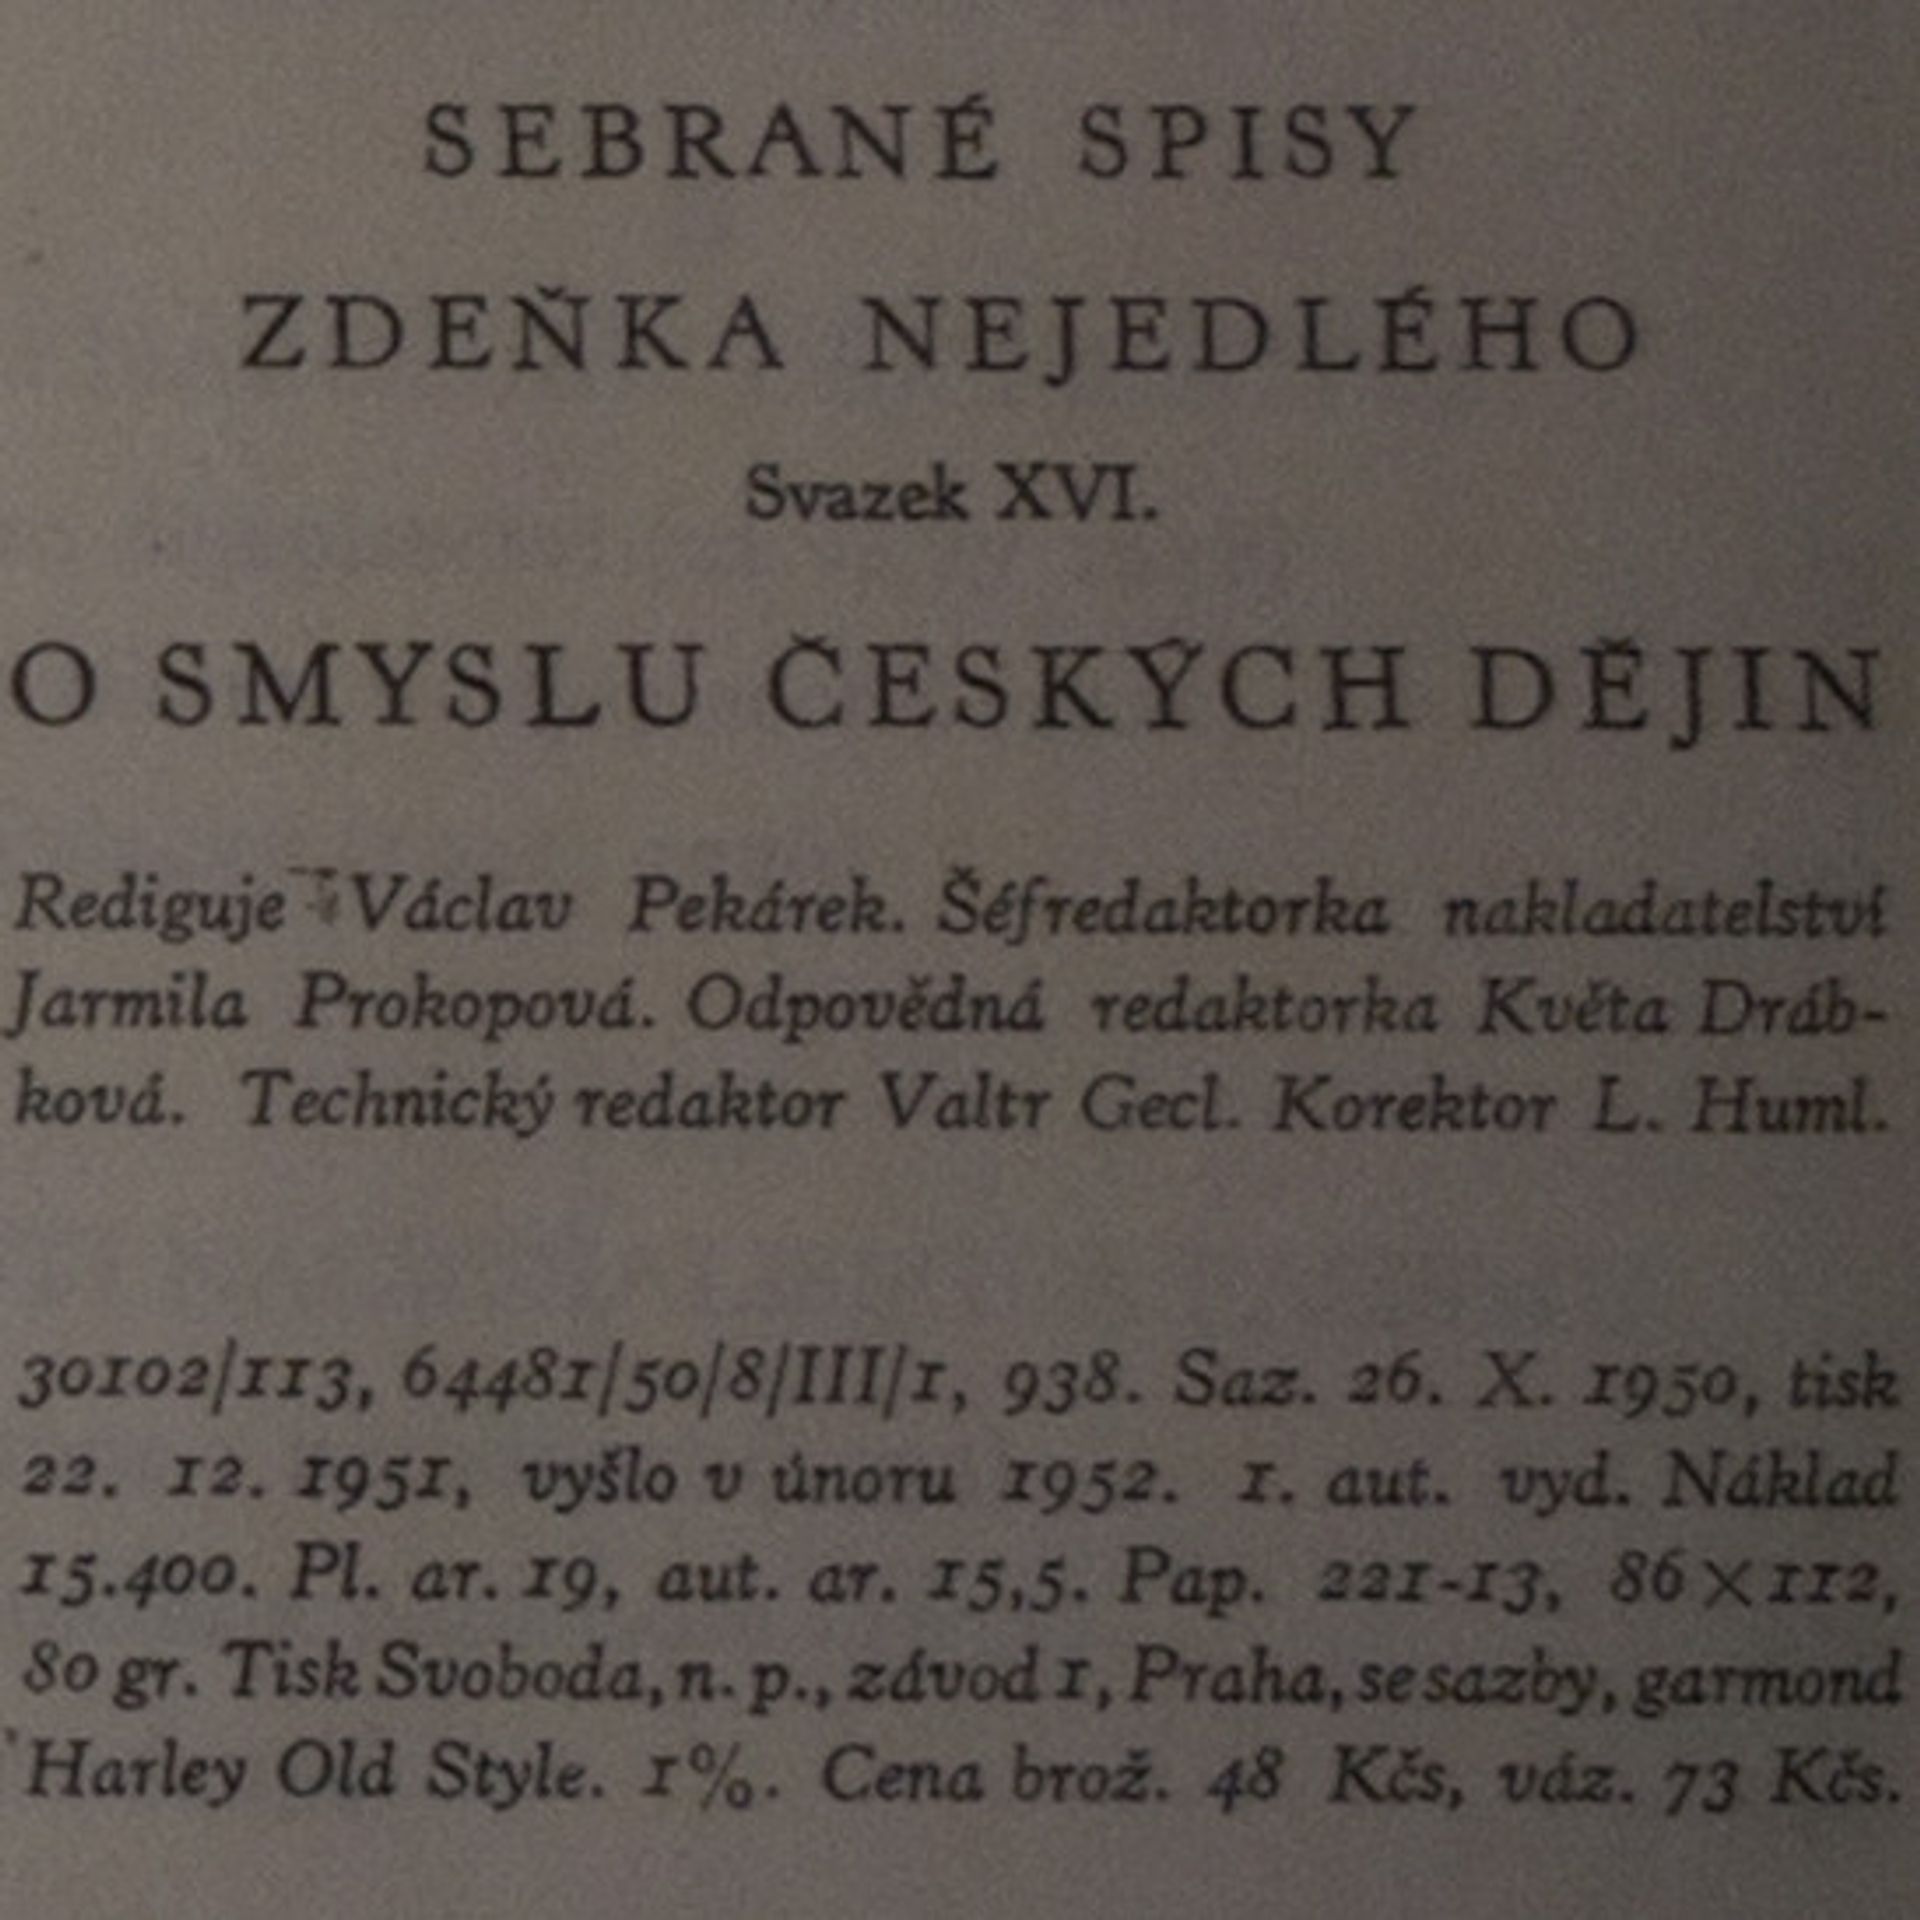 SEBRANÉ SPISY
ZDEŇKA NEJEDLÉHO
Svazek XVI.
O SMYSLU ČESKÝCH DĚJIN
Rediguje Václav Pekárek. Šéfredaktorka nakladatelství
Jarmila Prokopová. Odpovědná redaktorka Květa Dráb-
ková. Technický redaktor Valtr Gecl. Korektor L. Huml.
30102/113, 64481/50/8/III/1, 938. Saz. 26. X. 1950, tisk
22. 12. 1951, vyšlo v únoru 1952. 1. aut. vyd. Náklad
15.400. Pl. ar. 19, aut. ar. 15,5. Pap. 221-13, 86×112,
80 gr. Tisk Svoboda, n. p., závod 1, Praha, se sazby, garmond
Harley Old Style. 1%. Cena brož. 48 Kčs, váz. 73 Kčs.